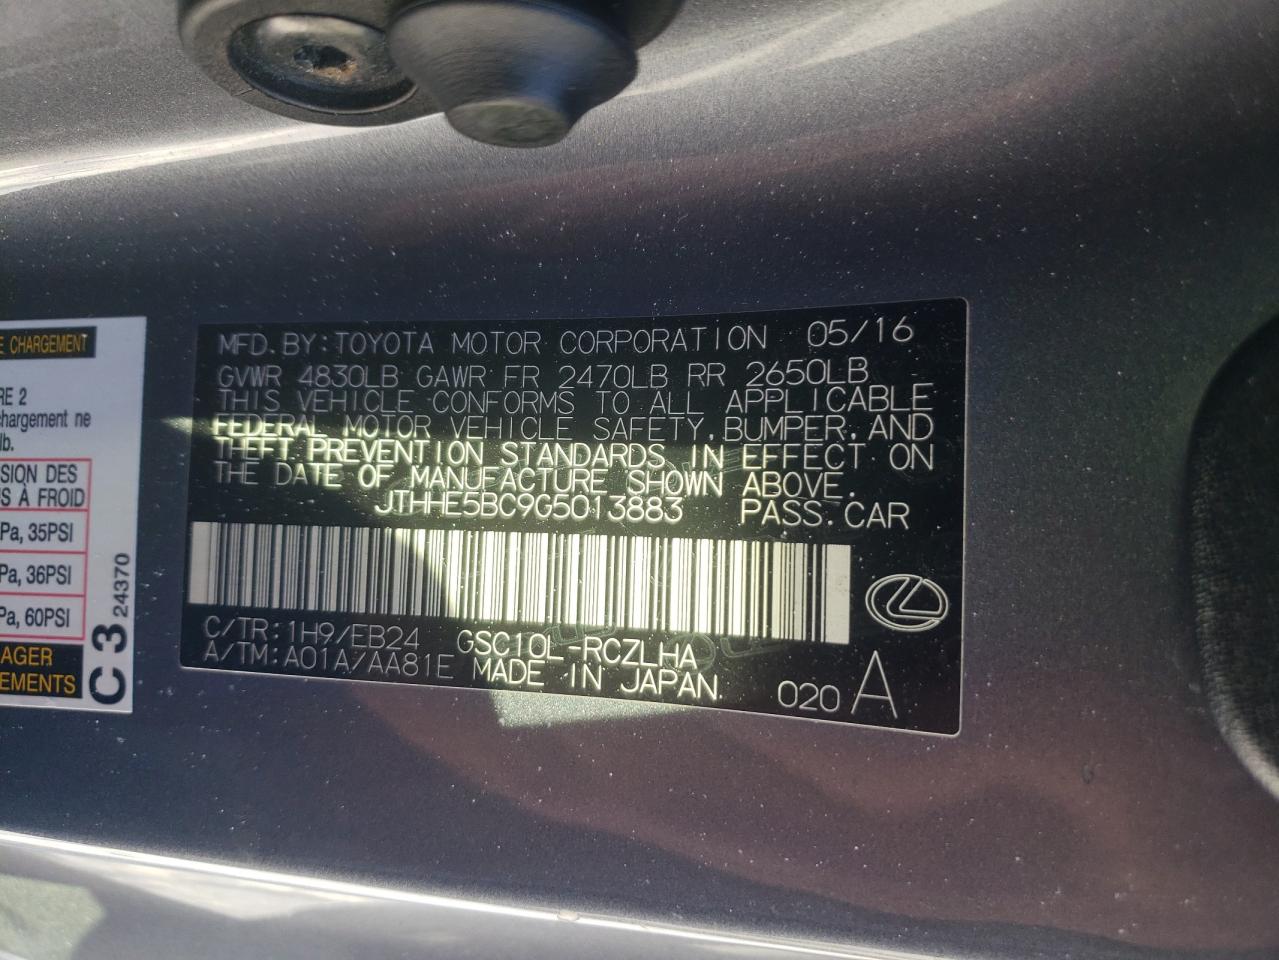 MFD. BY: TOYOTA MOTOR CORPORATION 05/16
GVWR 4830LB GAWR FR 2470LB RR 2650LB
THIS VEHICLE CONFORMS TO ALL APPLICABLE
FEDERAL MOTOR VEHICLE SAFETY, BUMPER, AND
THEFT PREVENTION STANDARDS IN EFFECT ON
THE DATE OF MANUFACTURE SHOWN ABOVE.
JTHHE5BC9G5013883 PASS. CAR
C/TR: 1H9/EB24 GSC10L-RCZLHA
A/TM: A01A/AA81E MADE IN JAPAN
020 A
E CHARGEMENT
RE 2
chargement ne
lb.
SION DES
S À FROID
Pa, 35PSI
Pa, 36PSI
Pa, 60PSI
AGER
EMENTS
C 3 24370